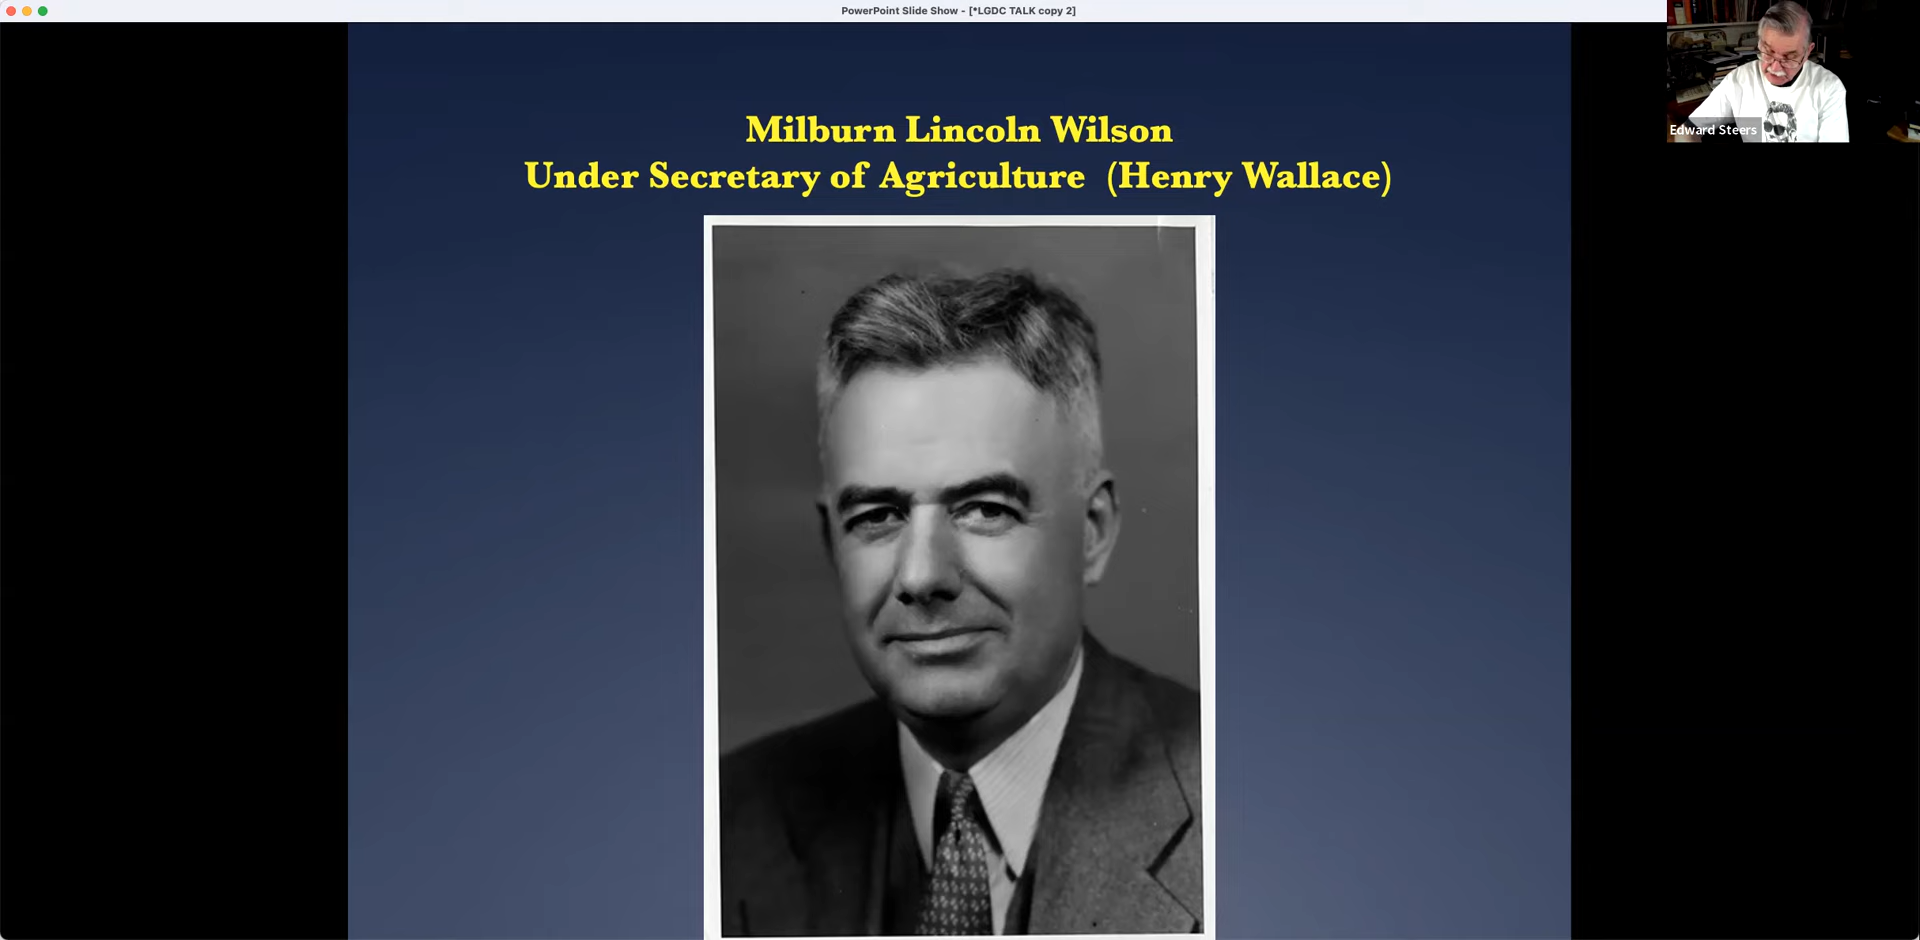 PowerPoint Slide Show - [*LGDC TALK copy 2]
Milburn Lincoln Wilson
Under Secretary of Agriculture (Henry Wallace)
Edward Steers